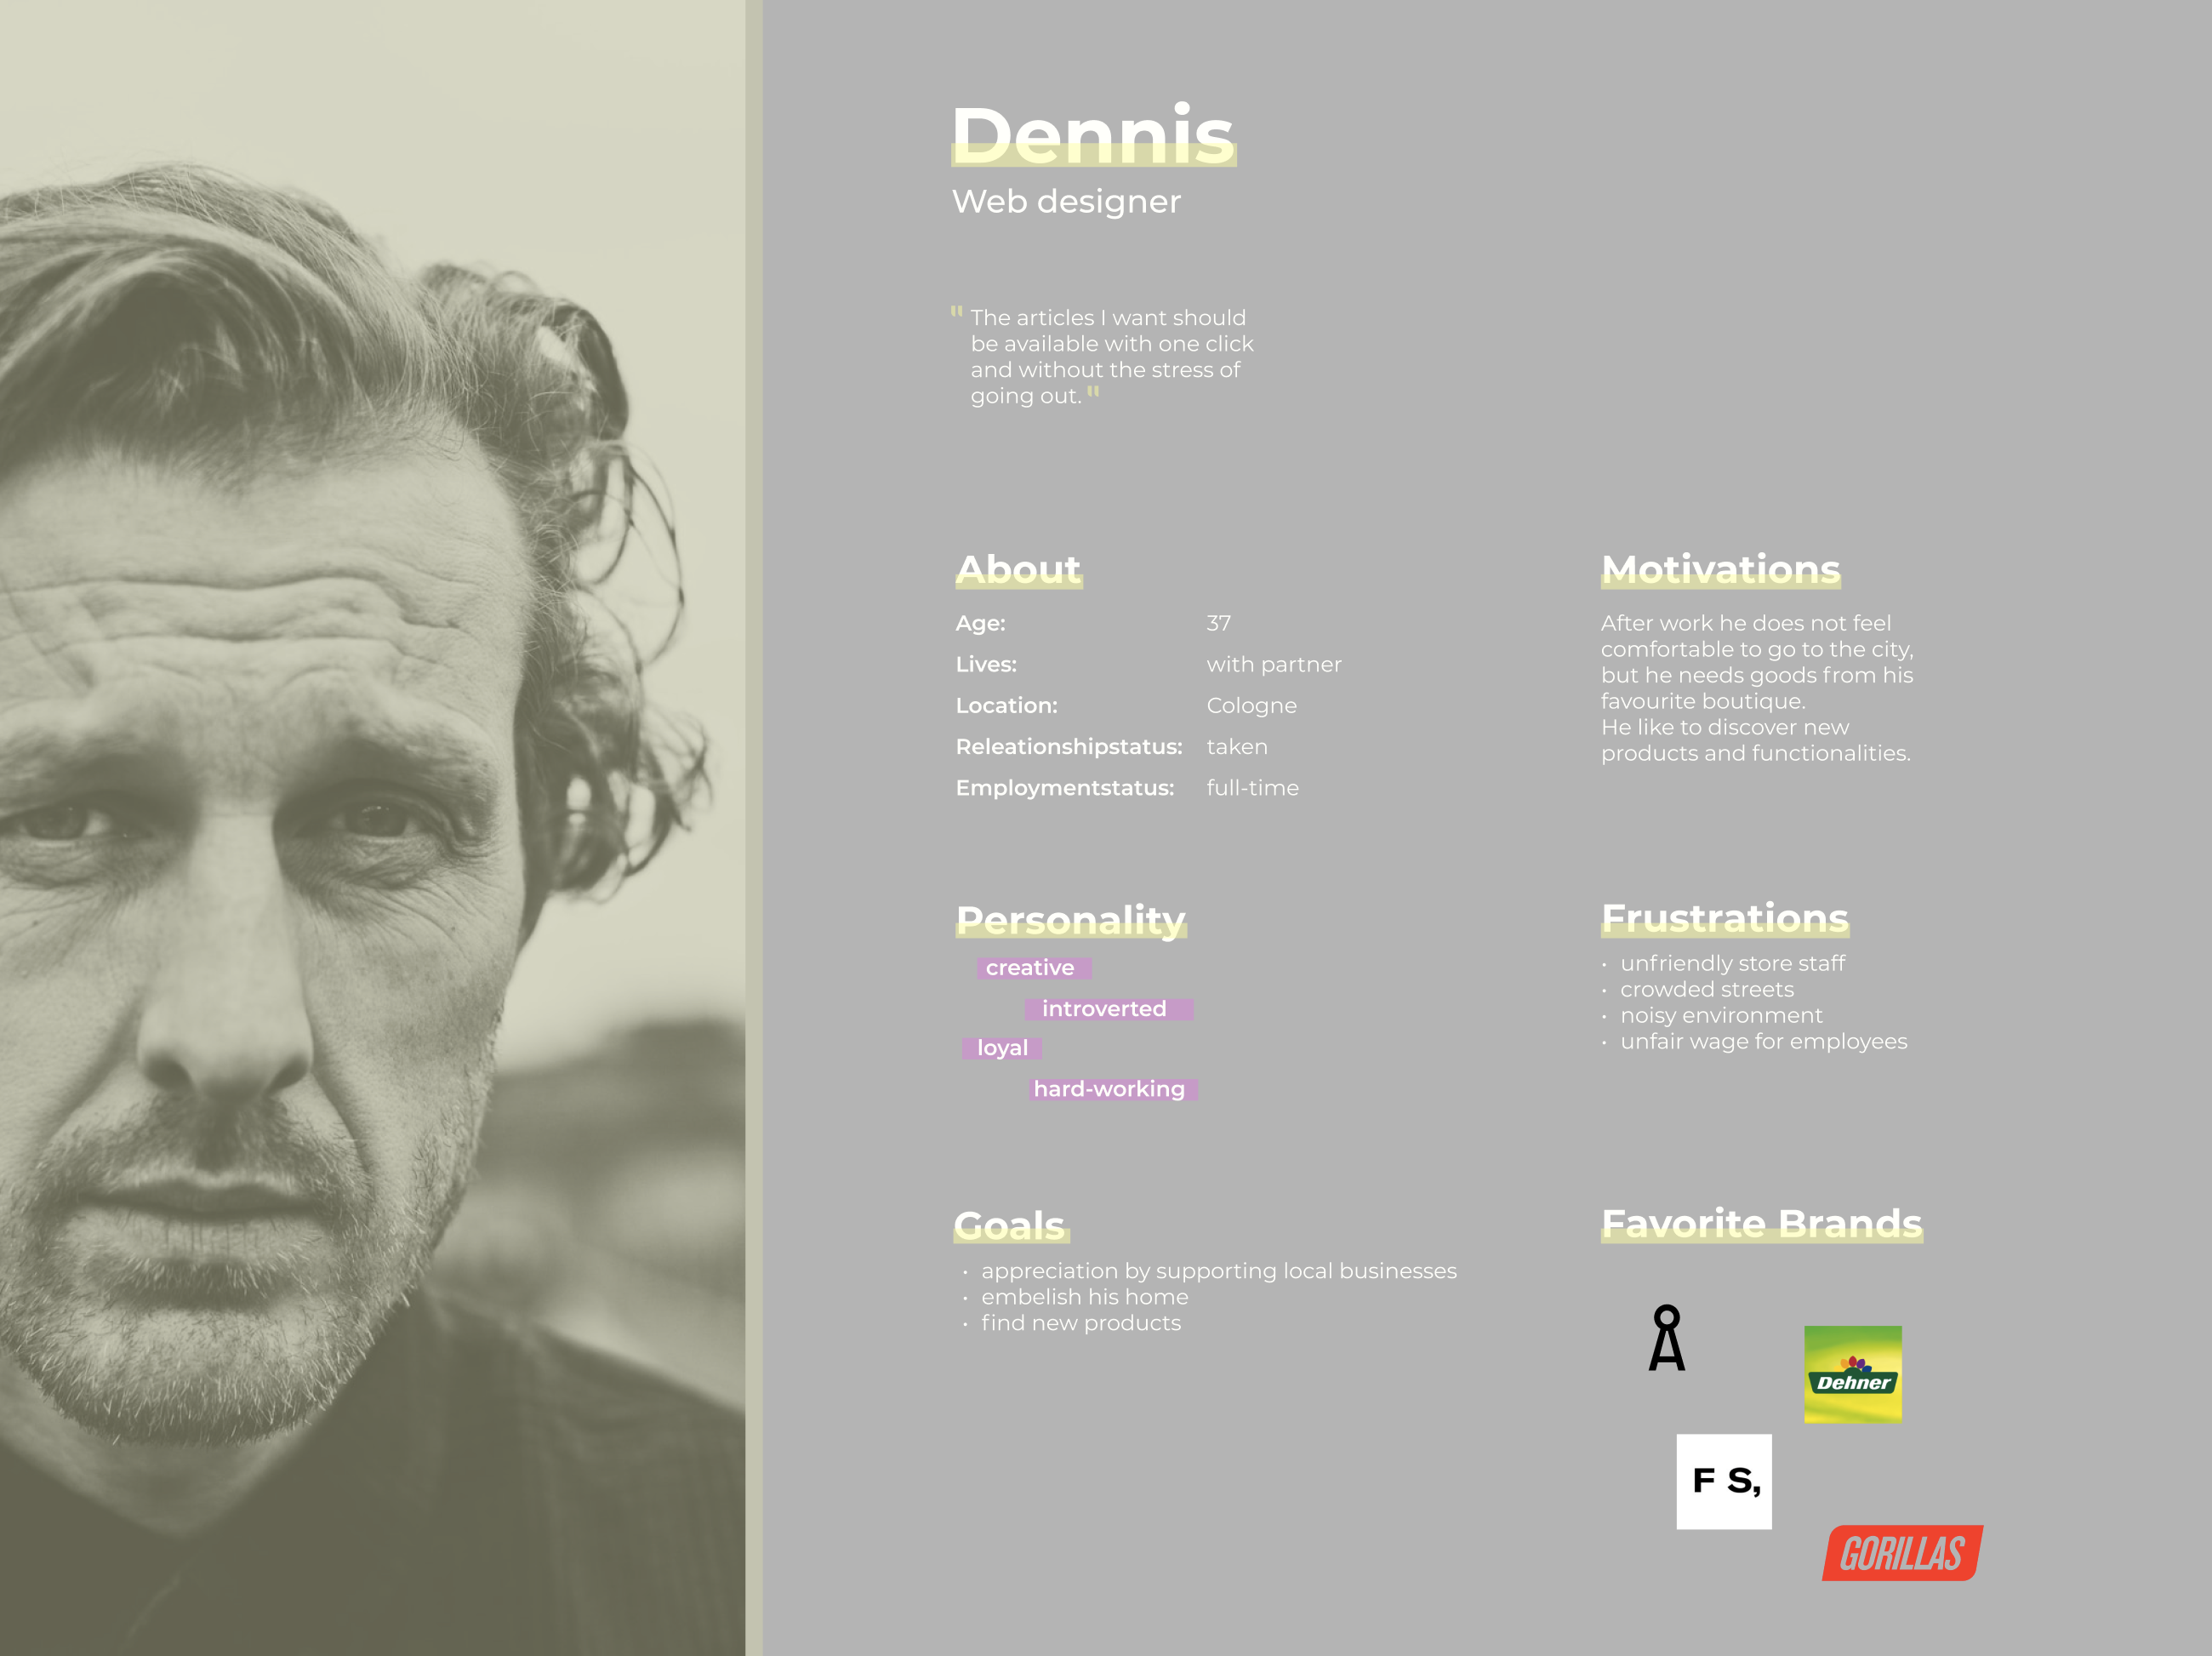 Dennis
Web designer
" The articles I want should
be available with one click
and without the stress of
going out. "
About
Age: 37
Lives: with partner
Location: Cologne
Releationshipstatus: taken
Employmentstatus: full-time
Motivations
After work he does not feel
comfortable to go to the city,
but he needs goods from his
favourite boutique.
He like to discover new
products and functionalities.
Personality
creative
introverted
loyal
hard-working
Frustrations
• unfriendly store staff
• crowded streets
• noisy environment
• unfair wage for employees
Goals
• appreciation by supporting local businesses
• embelish his home
• find new products
Favorite Brands
A
Dehner
F S,
GORILLAS